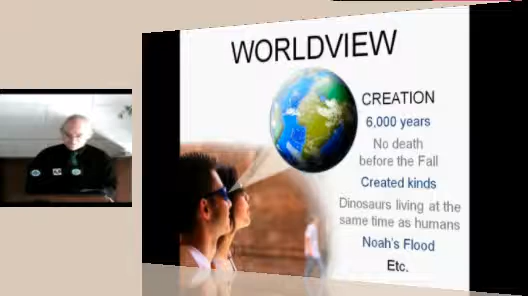 WORLDVIEW
CREATION
6,000 years
No death
before the Fall
Created kinds
Dinosaurs living at the
same time as humans
Noah's Flood
Etc.